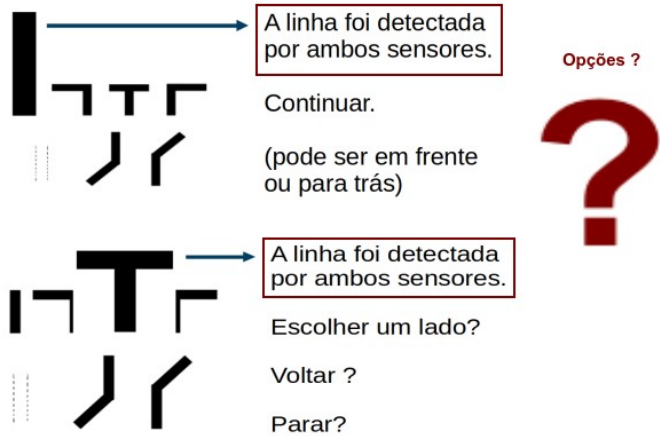 A linha foi detectada
por ambos sensores.
Opções ?
Continuar.
(pode ser em frente
ou para trás)
A linha foi detectada
por ambos sensores.
Escolher um lado?
Voltar ?
Parar?
?